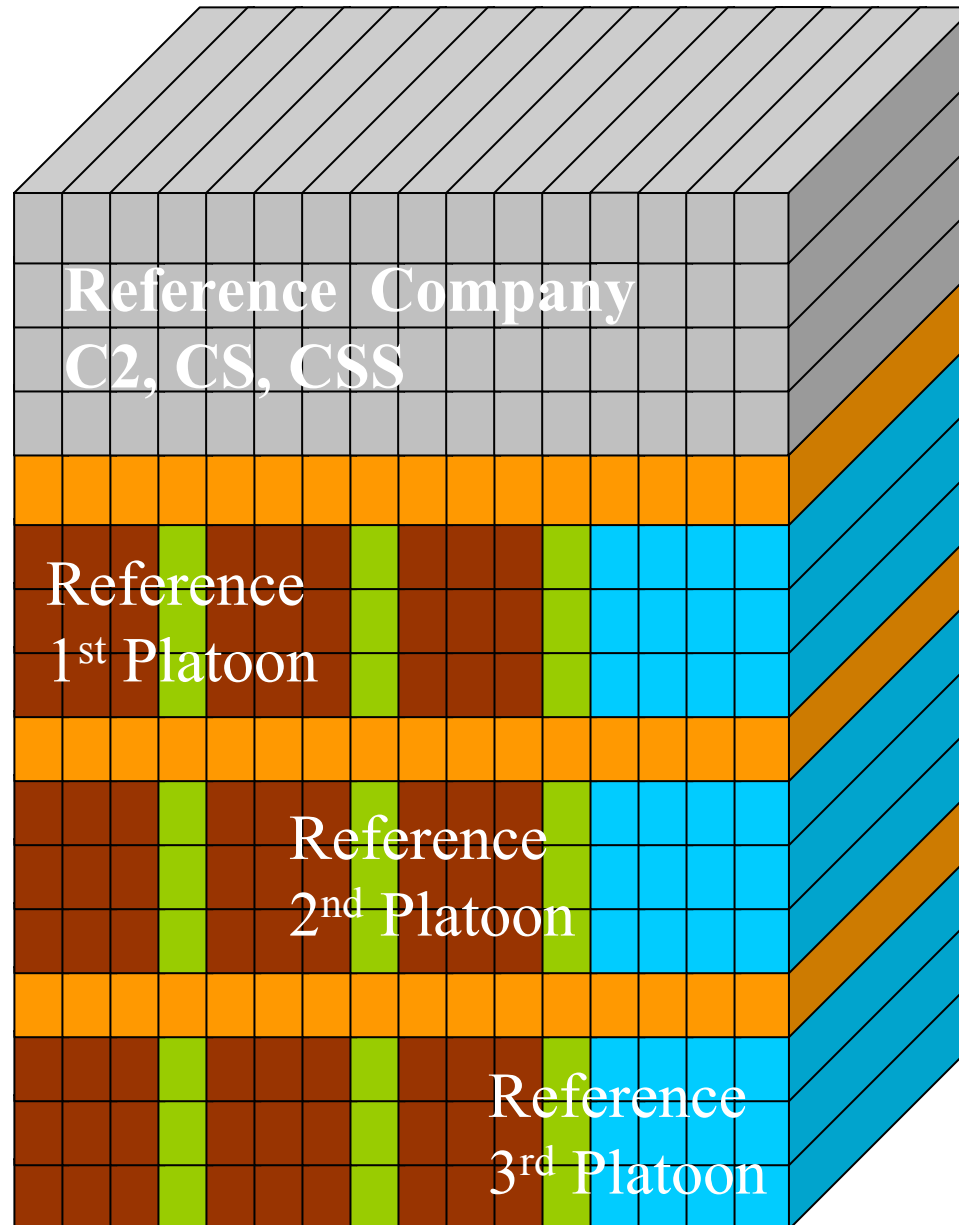 Reference Company
C2, CS, CSS
Reference
1st Platoon
Reference
2nd Platoon
Reference
3rd Platoon